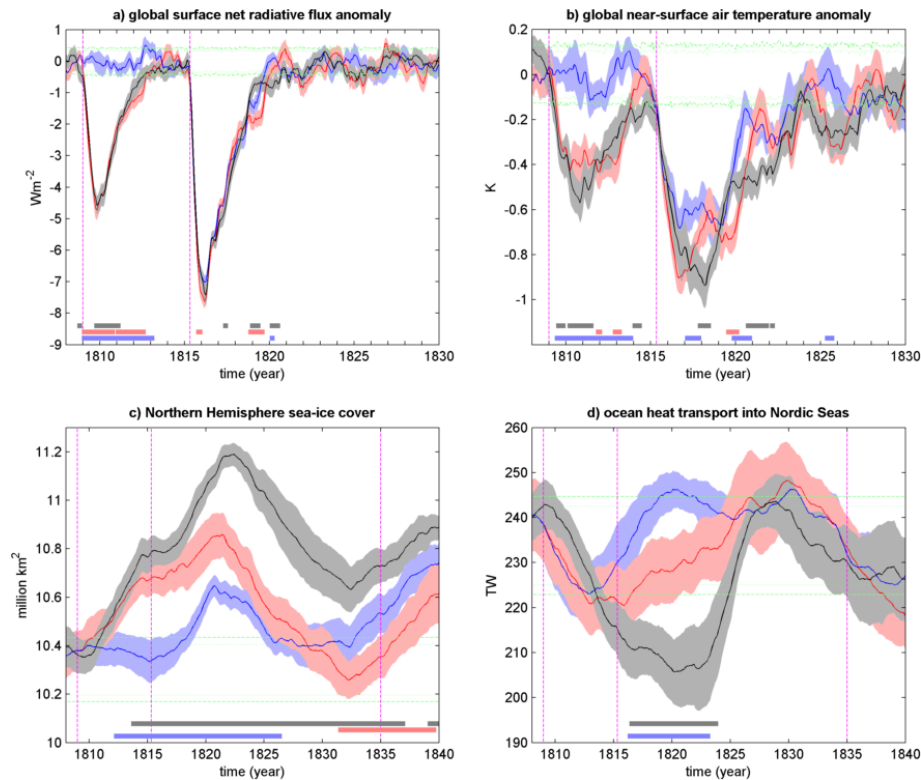 a) global surface net radiative flux anomaly
1
0
-1
-2
-3
-4
-5
-6
-7
-8
-9
Wm-2
1810 1815 1820 1825 1830
time (year)
b) global near-surface air temperature anomaly
0.2
0
-0.2
-0.4
-0.6
-0.8
-1
K
1810 1815 1820 1825 1830
time (year)
c) Northern Hemisphere sea-ice cover
11.2
11
10.8
10.6
10.4
10.2
10
million km2
1810 1815 1820 1825 1830 1835 1840
time (year)
d) ocean heat transport into Nordic Seas
260
250
240
230
220
210
200
190
TW
1810 1815 1820 1825 1830 1835 1840
time (year)